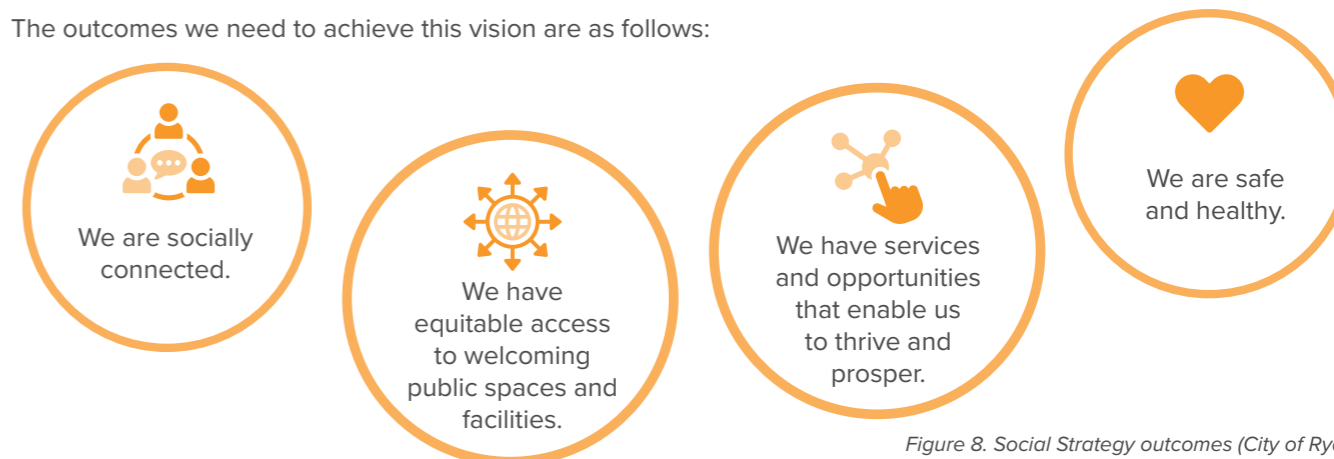 The outcomes we need to achieve this vision are as follows:
We are socially
connected.
We have
equitable access
to welcoming
public spaces and
facilities.
We have services
and opportunities
that enable us
to thrive and
prosper.
We are safe
and healthy.
Figure 8. Social Strategy outcomes (City of